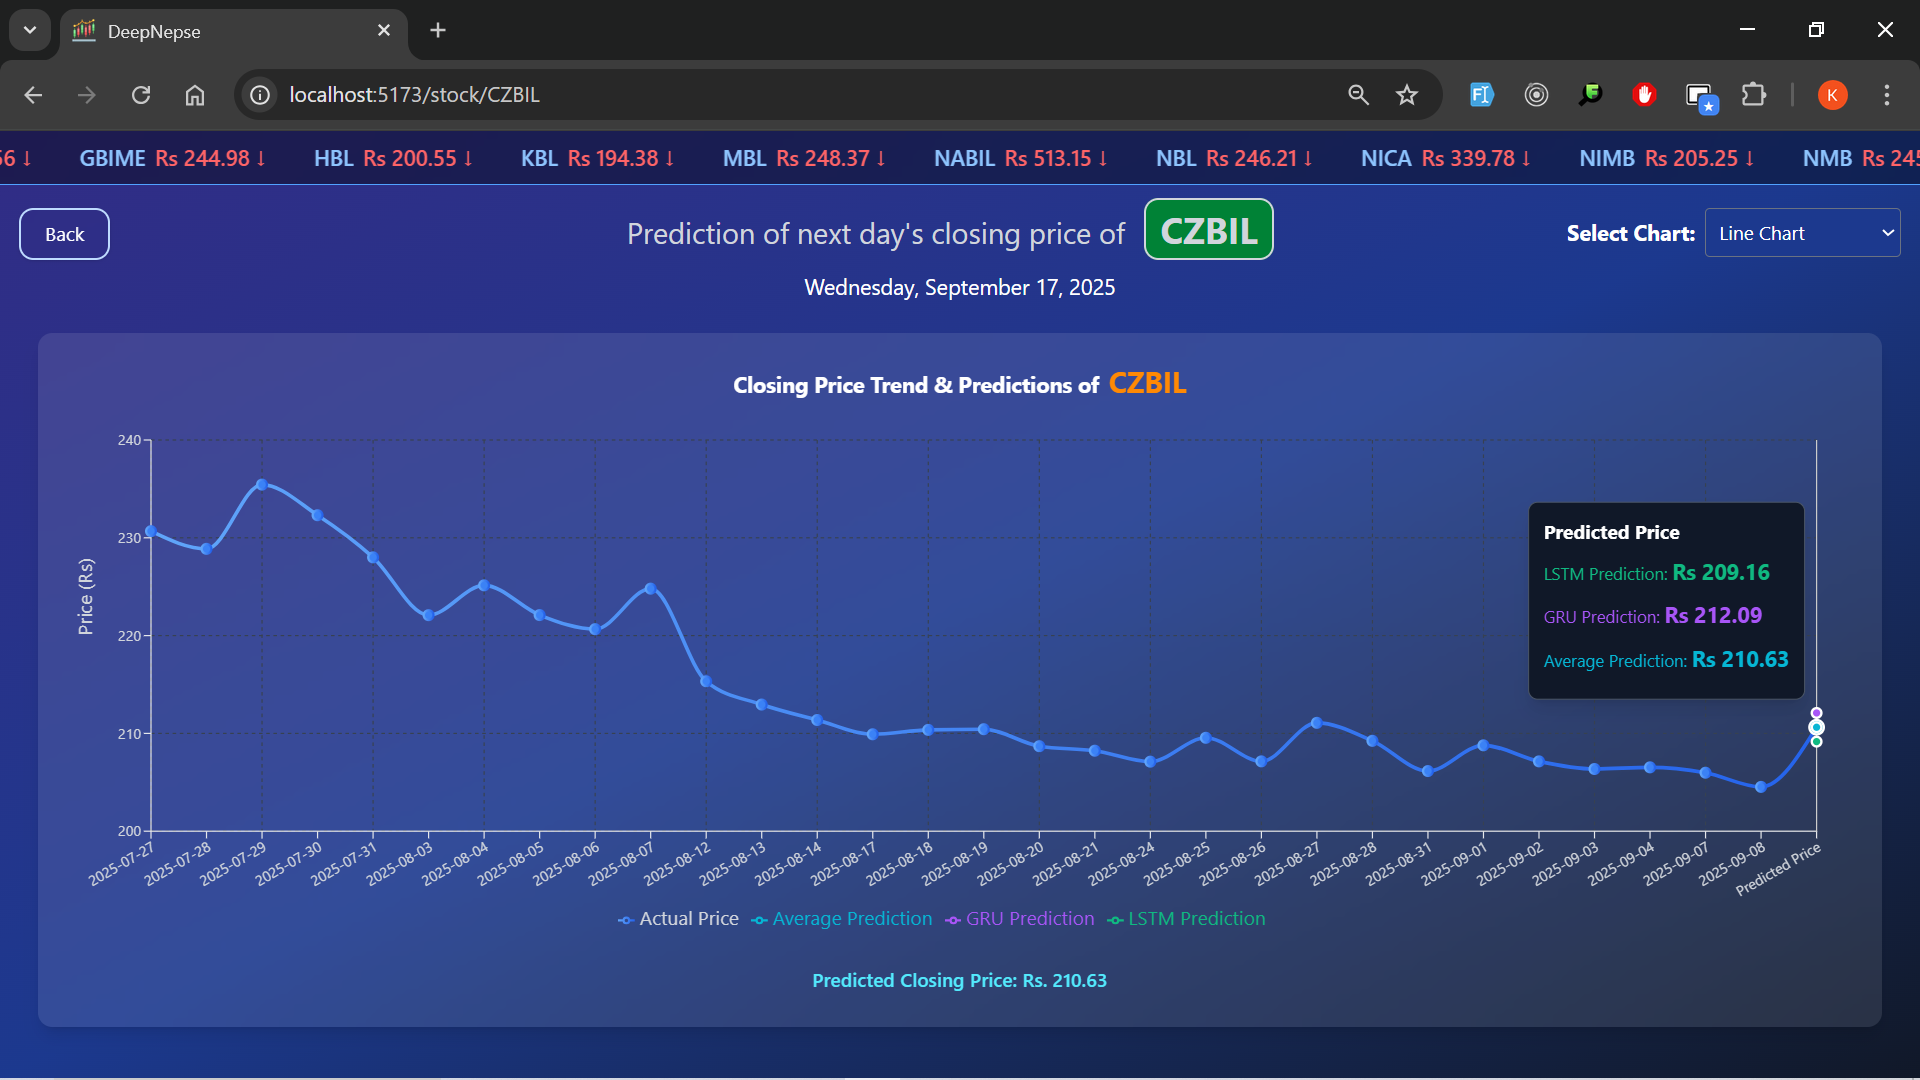 DeepNepse
localhost:5173/stock/CZBIL
K
56 ↓ GBIME Rs 244.98 ↓ HBL Rs 200.55 ↓ KBL Rs 194.38 ↓ MBL Rs 248.37 ↓ NABIL Rs 513.15 ↓ NBL Rs 246.21 ↓ NICA Rs 339.78 ↓ NIMB Rs 205.25 ↓ NMB Rs 245
Back
Prediction of next day's closing price of CZBIL
Select Chart: Line Chart
Wednesday, September 17, 2025
Closing Price Trend & Predictions of CZBIL
240
230
220
210
200
Price (Rs)
Predicted Price
LSTM Prediction: Rs 209.16
GRU Prediction: Rs 212.09
Average Prediction: Rs 210.63
2025-07-27 2025-07-28 2025-07-29 2025-07-30 2025-07-31 2025-08-03 2025-08-04 2025-08-05 2025-08-06 2025-08-07 2025-08-12 2025-08-13 2025-08-14 2025-08-17 2025-08-18 2025-08-19 2025-08-20 2025-08-21 2025-08-24 2025-08-25 2025-08-26 2025-08-27 2025-08-28 2025-08-31 2025-09-01 2025-09-02 2025-09-03 2025-09-04 2025-09-07 2025-09-08 Predicted Price
Actual Price Average Prediction GRU Prediction LSTM Prediction
Predicted Closing Price: Rs. 210.63